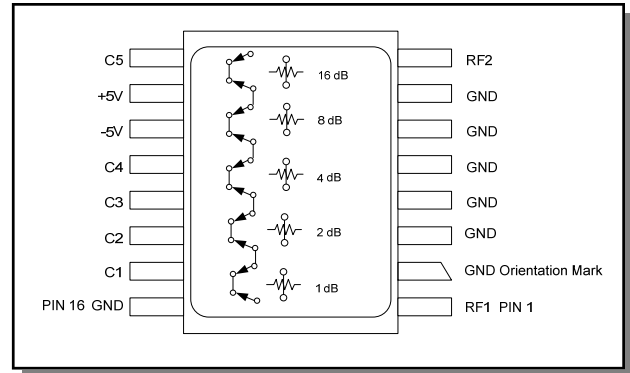 C5
+5V
-5V
C4
C3
C2
C1
PIN 16 GND
16 dB
8 dB
4 dB
2 dB
1 dB
RF2
GND
GND
GND
GND
GND
GND Orientation Mark
RF1 PIN 1